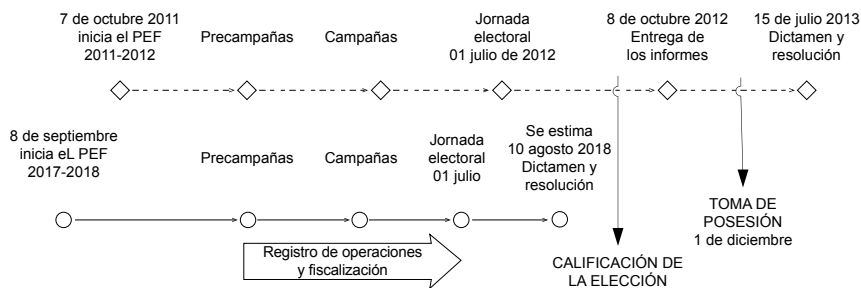 7 de octubre 2011
inicia el PEF
2011-2012
Precampañas
Campañas
Jornada
electoral
01 julio de 2012
8 de octubre 2012
Entrega de
los informes
15 de julio 2013
Dictamen y
resolución
8 de septiembre
inicia eL PEF
2017-2018
Precampañas
Campañas
Jornada
electoral
01 julio
Se estima
10 agosto 2018
Dictamen y
resolución
TOMA DE
POSESIÓN
1 de diciembre
Registro de operaciones
y fiscalización
CALIFICACIÓN DE
LA ELECCIÓN